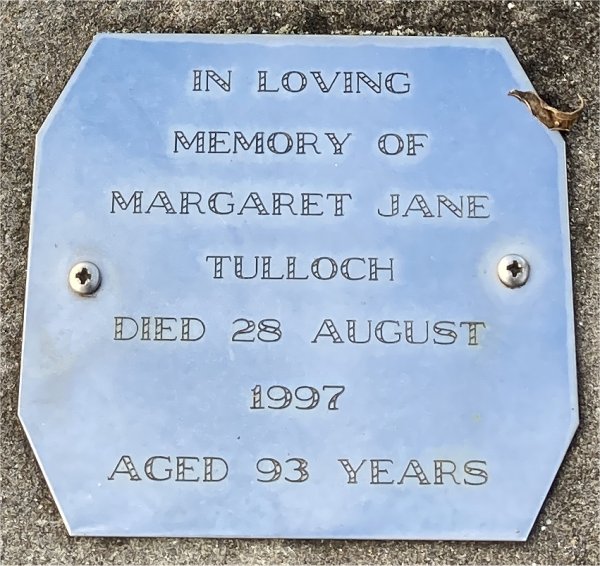 IN LOVING
MEMORY OF
MARGARET JANE
TULLOCH
DIED 28 AUGUST
1997
AGED 93 YEARS